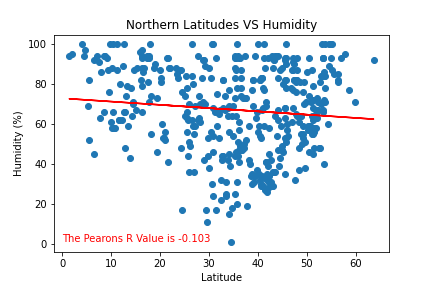 Northern Latitudes VS Humidity
100
80
60
40
20
0
Humidity (%)
The Pearons R Value is -0.103
0 10 20 30 40 50 60
Latitude